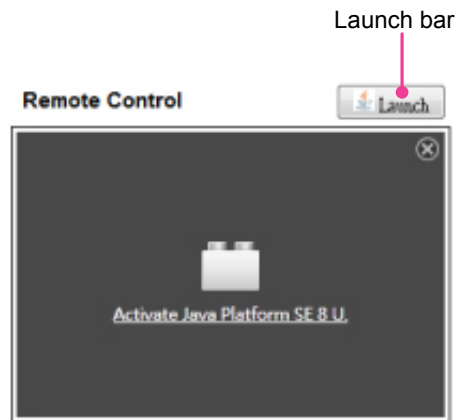 Launch bar
Remote Control
Launch
Activate Java Platform SE 8 U.